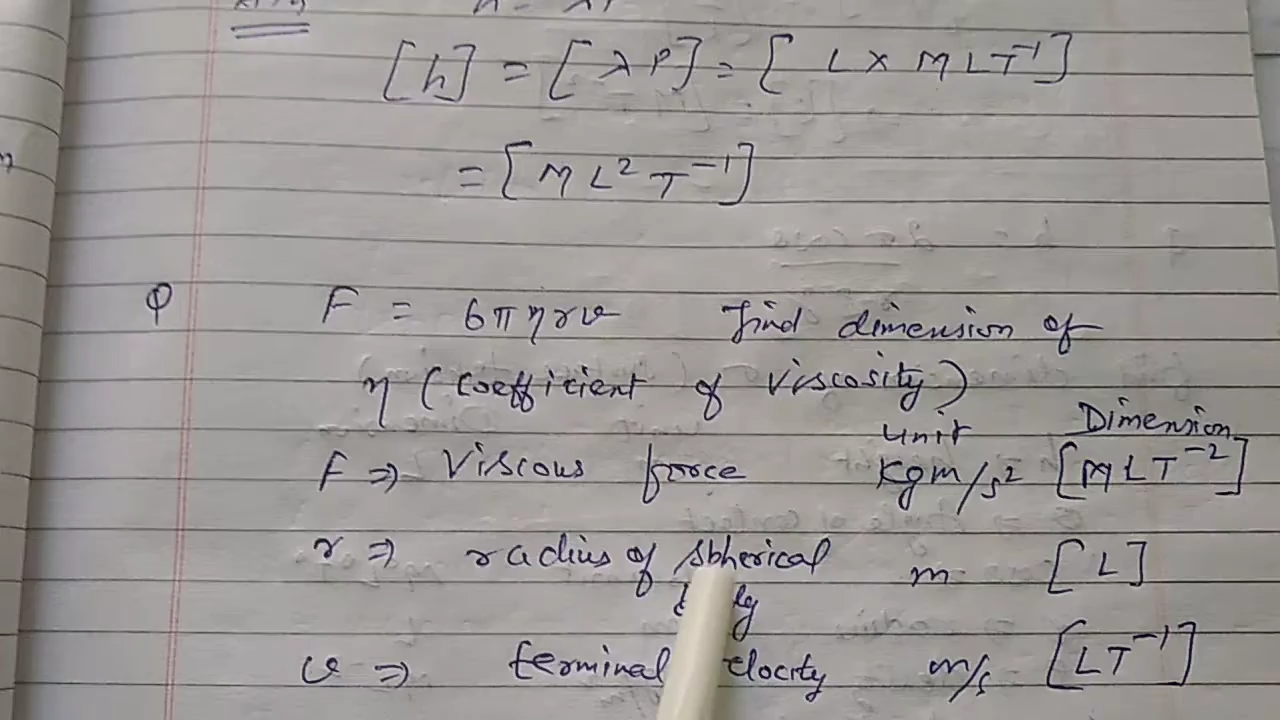 [h] = [λP] = [L X MLT⁻¹]
= [ML²T⁻¹]
Q F = 6πηrv find dimension of
η (coefficient of viscosity)
unit Dimension
F ⇒ Viscous force Kgm/s² [MLT⁻²]
r ⇒ radius of spherical m [L]
v ⇒ terminal m/s [LT⁻¹]